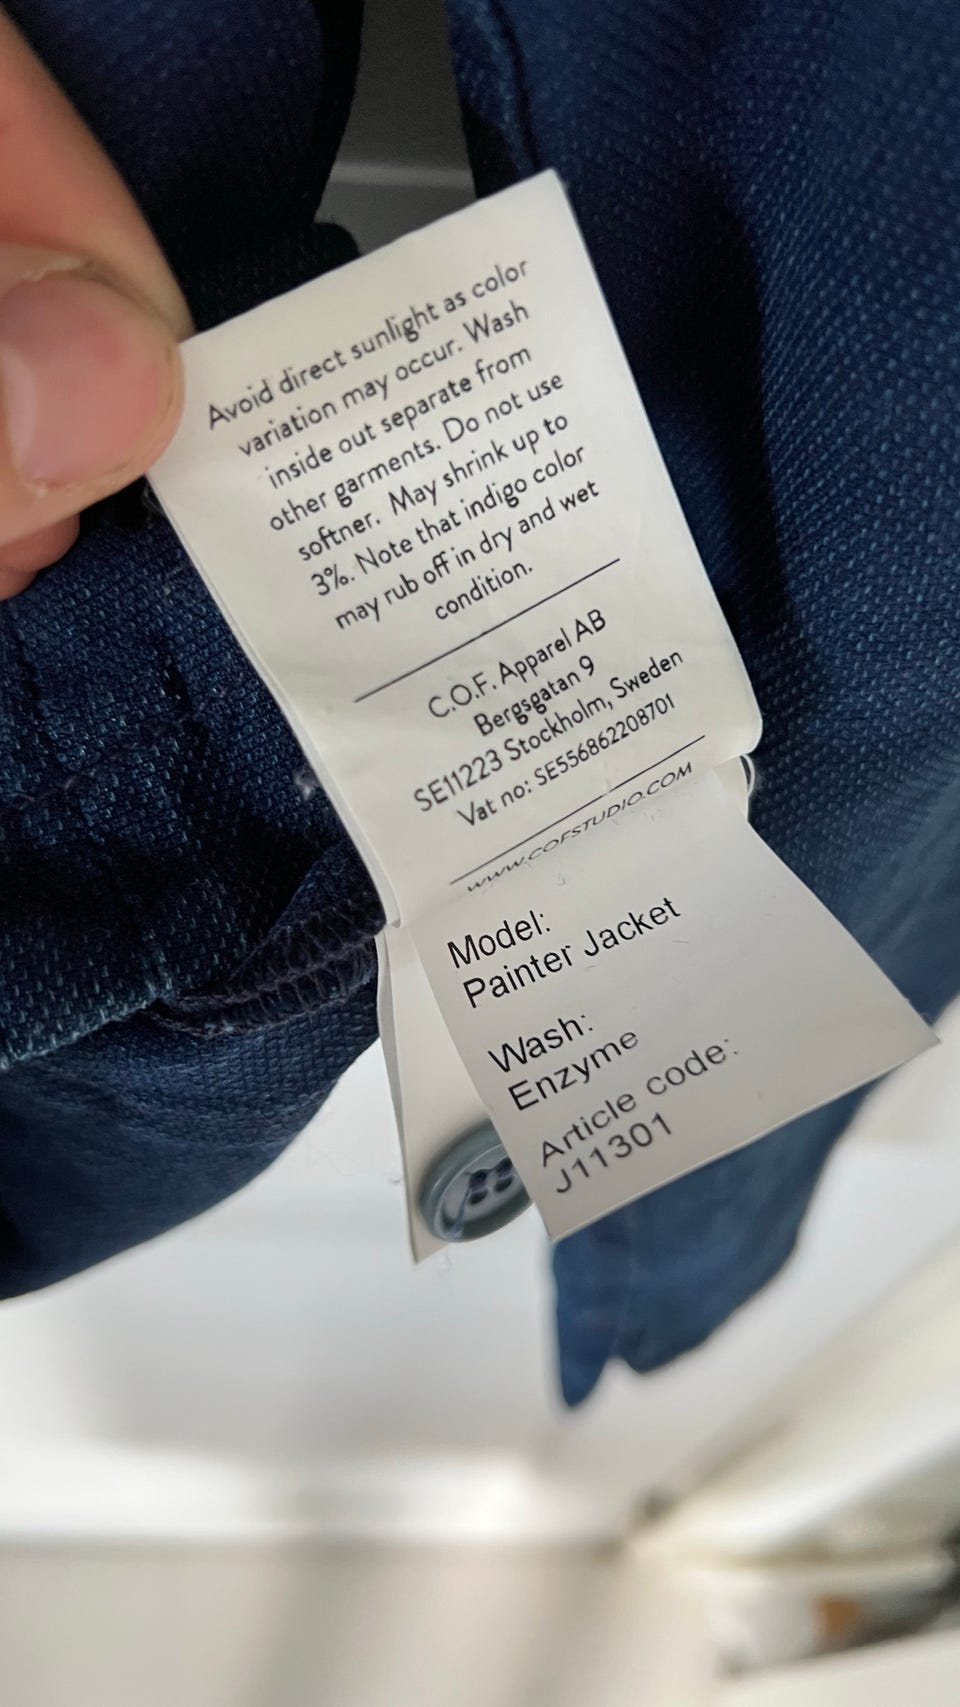 Avoid direct sunlight as color
variation may occur. Wash
inside out separate from
other garments. Do not use
softner. May shrink up to
3%. Note that indigo color
may rub off in dry and wet
condition.
C.O.F. Apparel AB
Bergsgatan 9
SE11223 Stockholm, Sweden
Vat no: SE556862208701
WWW.COFSTUDIO.COM
Model:
Painter Jacket
Wash:
Enzyme
Article code:
J11301